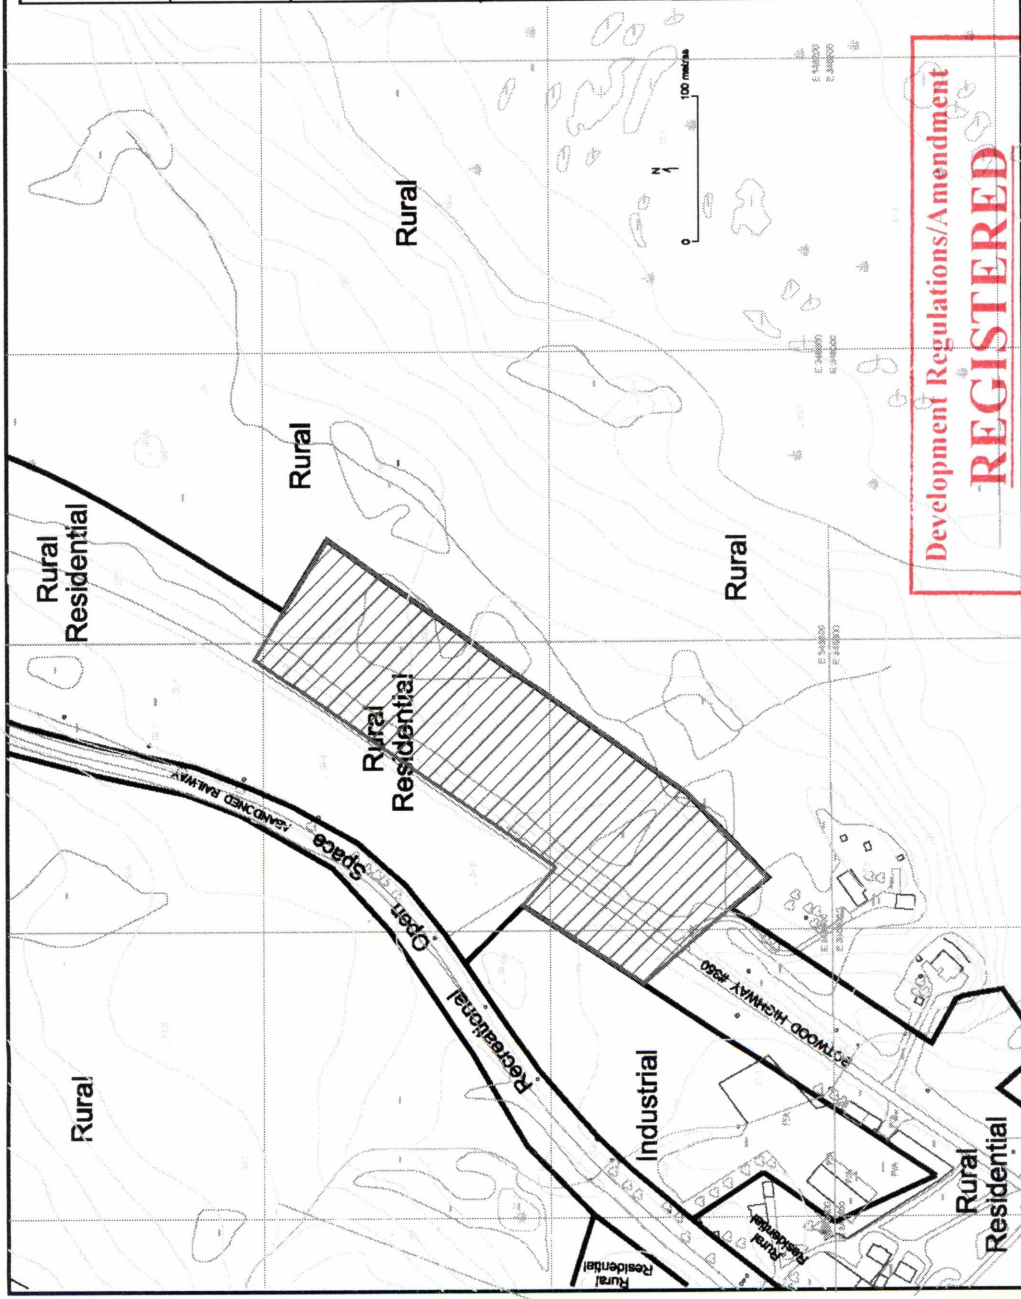 Rural
Rural
Residential
Rural
Rural
Rural
Residential
ABANDONED RAILWAY
Recreational
Open
Space
Rural
Industrial
BOTWOOD HIGHWAY #350
Rural
Residential
Rural
Residential
Rural
Residential
N
0
100 metres
Development Regulations/Amendment
REGISTERED